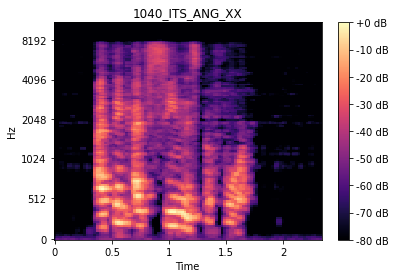 1040_ITS_ANG_XX
+0 dB
8192
-10 dB
4096
-20 dB
-30 dB
2048
Hz
-40 dB
1024
-50 dB
512
-60 dB
-70 dB
0
-80 dB
0 0.5 1 1.5 2
Time